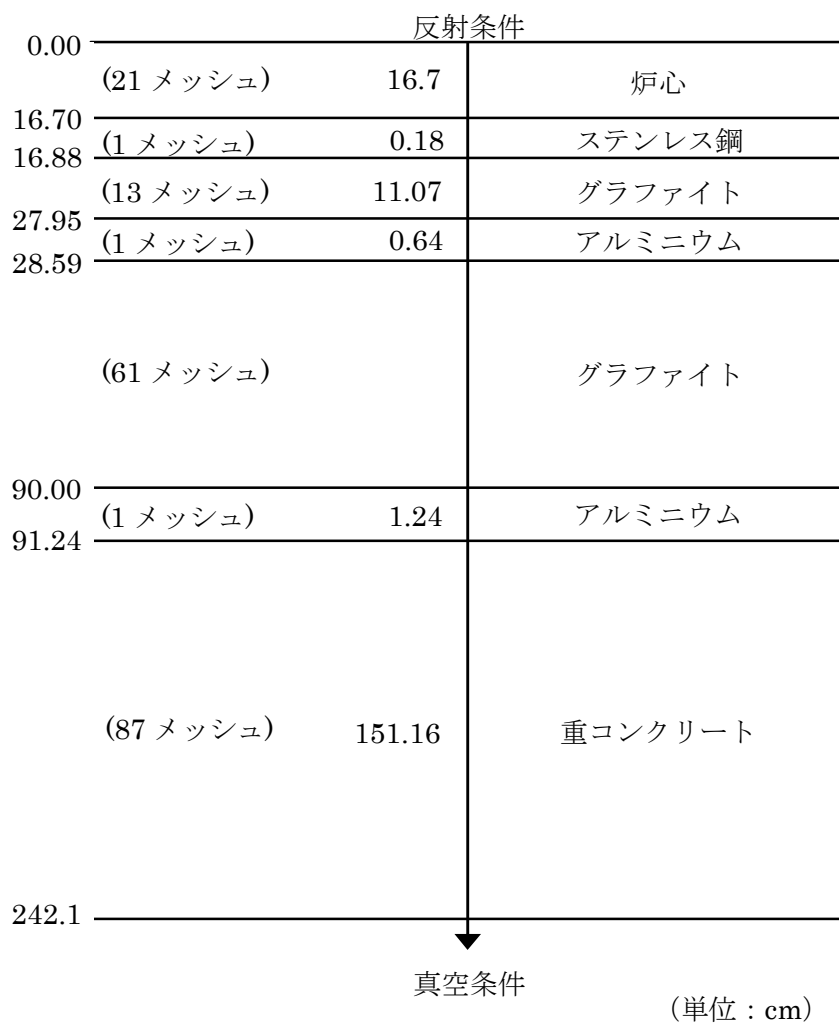 反射条件
0.00
(21 メッシュ) 16.7 炉心
16.70
(1 メッシュ) 0.18 ステンレス鋼
16.88
(13 メッシュ) 11.07 グラファイト
27.95
(1 メッシュ) 0.64 アルミニウム
28.59
(61 メッシュ) グラファイト
90.00
(1 メッシュ) 1.24 アルミニウム
91.24
(87 メッシュ) 151.16 重コンクリート
242.1
真空条件
(単位：cm)